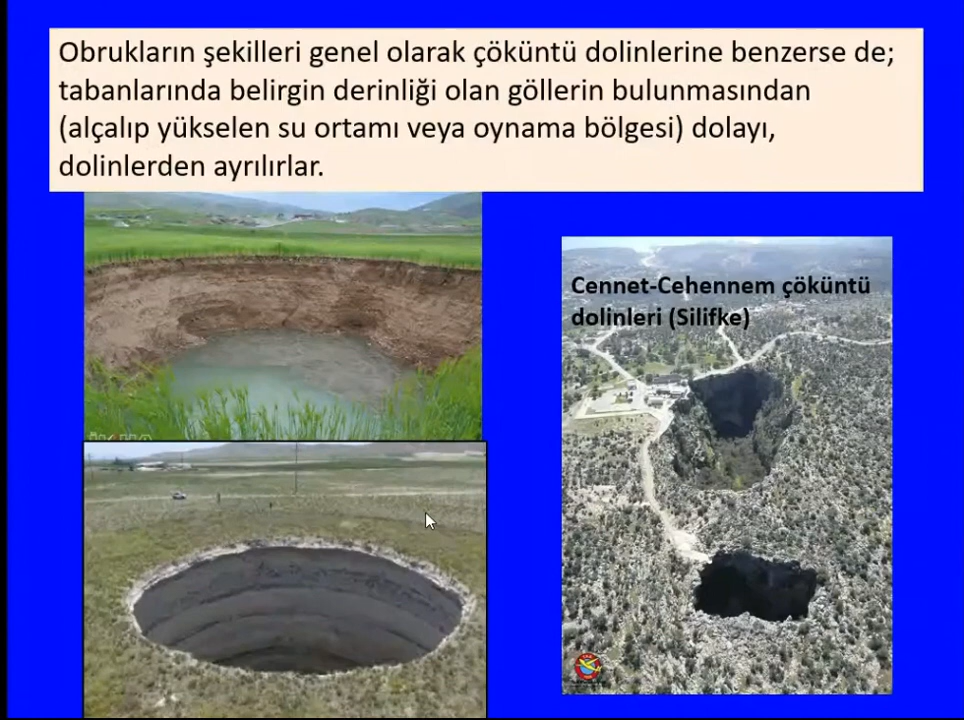 Obrukların şekilleri genel olarak çöküntü dolinlerine benzerse de;
tabanlarında belirgin derinliği olan göllerin bulunmasından
(alçalıp yükselen su ortamı veya oynama bölgesi) dolayı,
dolinlerden ayrılırlar.
Cennet-Cehennem çöküntü
dolinleri (Silifke)